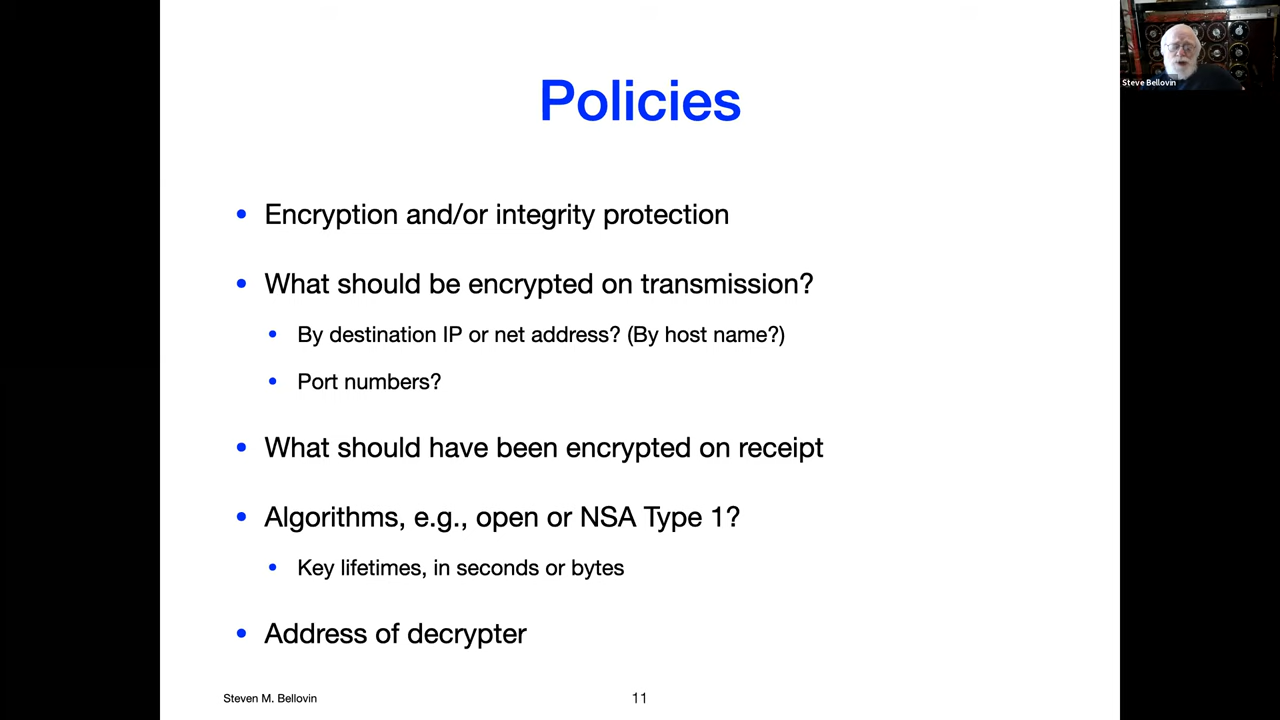 Policies
Steve Bellovin
• Encryption and/or integrity protection
• What should be encrypted on transmission?
• By destination IP or net address? (By host name?)
• Port numbers?
• What should have been encrypted on receipt
• Algorithms, e.g., open or NSA Type 1?
• Key lifetimes, in seconds or bytes
• Address of decrypter
Steven M. Bellovin
11